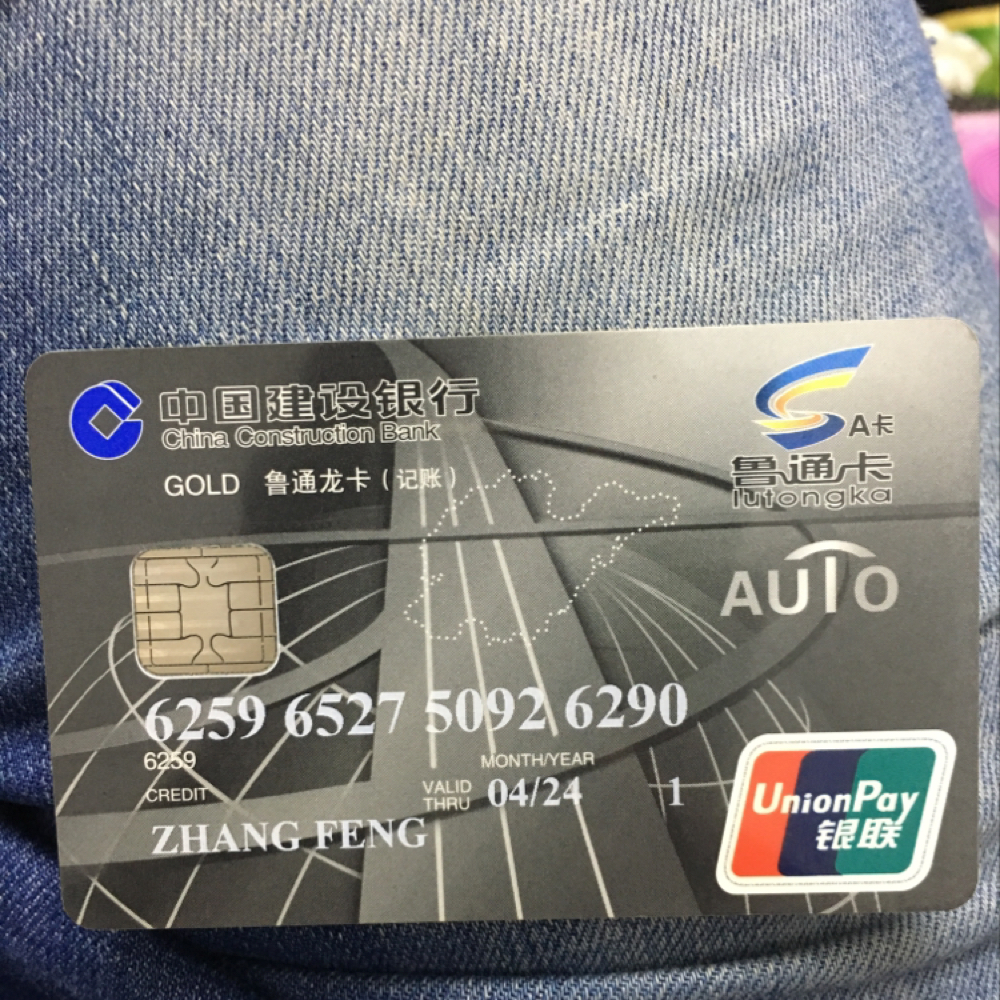 中国建设银行
China Construction Bank
GOLD 鲁通龙卡（记账）
A卡
鲁通卡
lutongka
AUTO
6259 6527 5092 6290
6259
MONTH/YEAR
CREDIT
VALID THRU 04/24 1
ZHANG FENG
UnionPay
银联